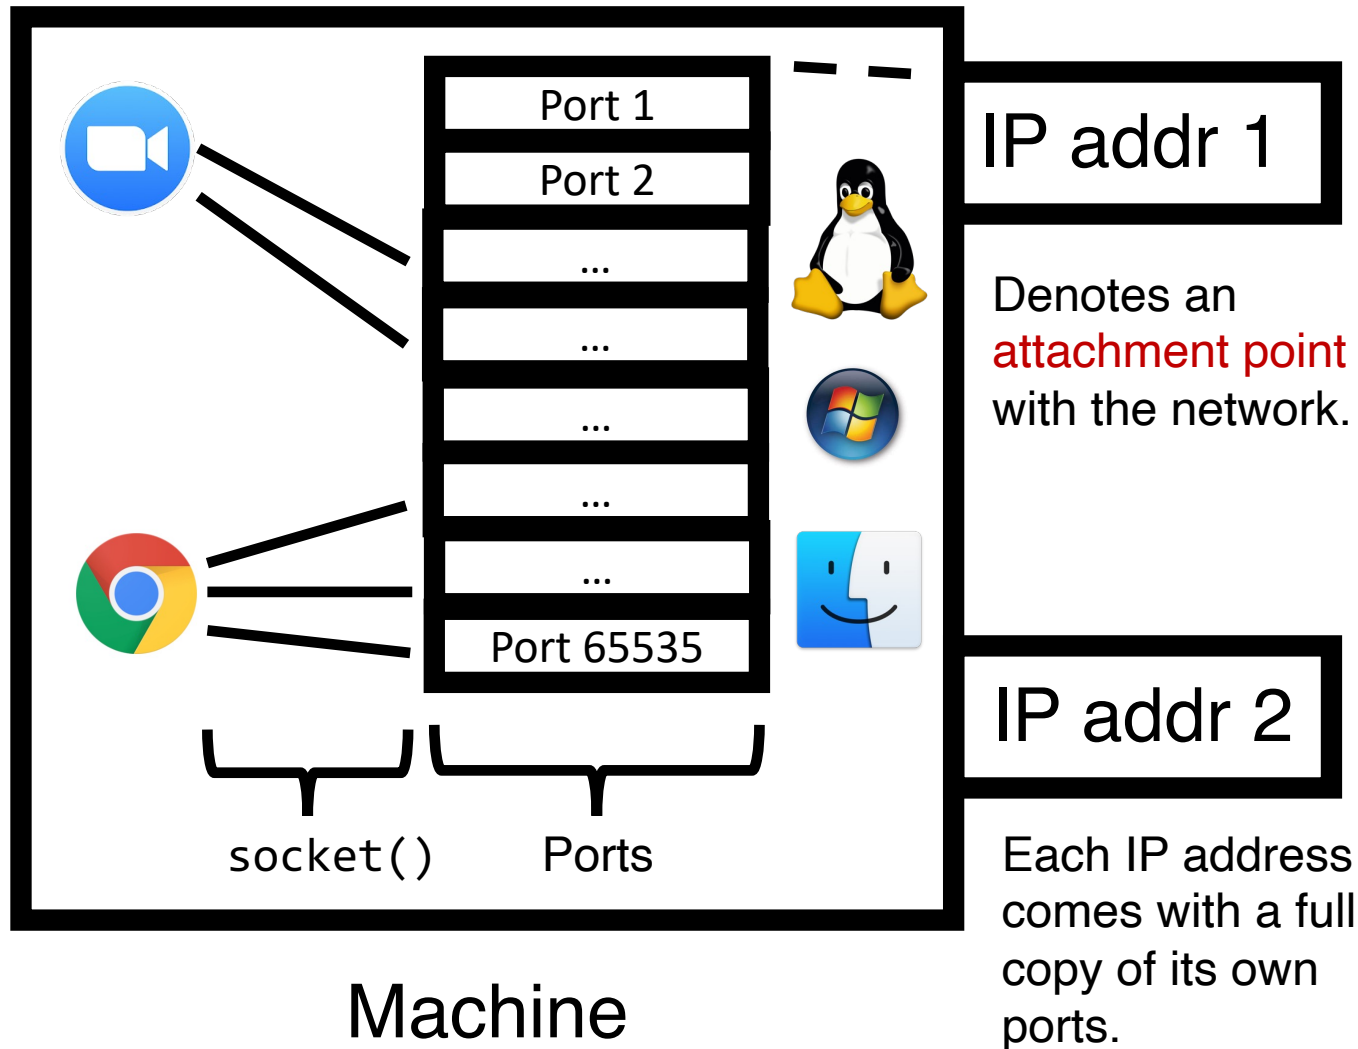 Port 1
Port 2
...
...
...
...
...
Port 65535
socket()
Ports
Machine
IP addr 1
Denotes an
attachment point
with the network.
IP addr 2
Each IP address
comes with a full
copy of its own
ports.